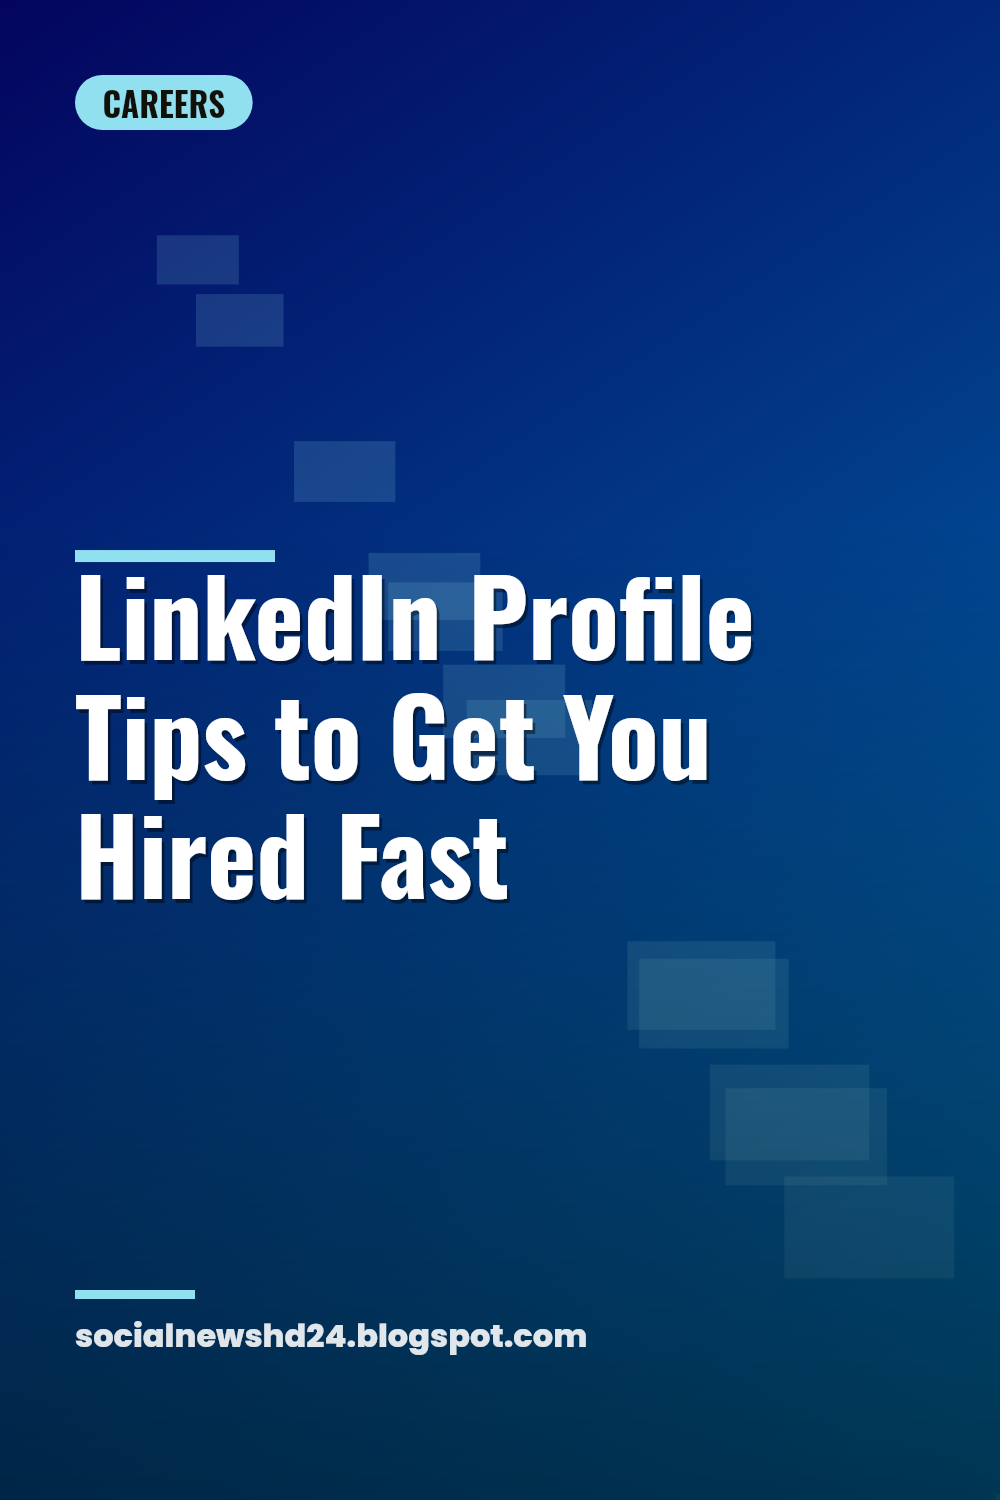 CAREERS
LinkedIn Profile
Tips to Get You
Hired Fast
socialnewshd24.blogspot.com